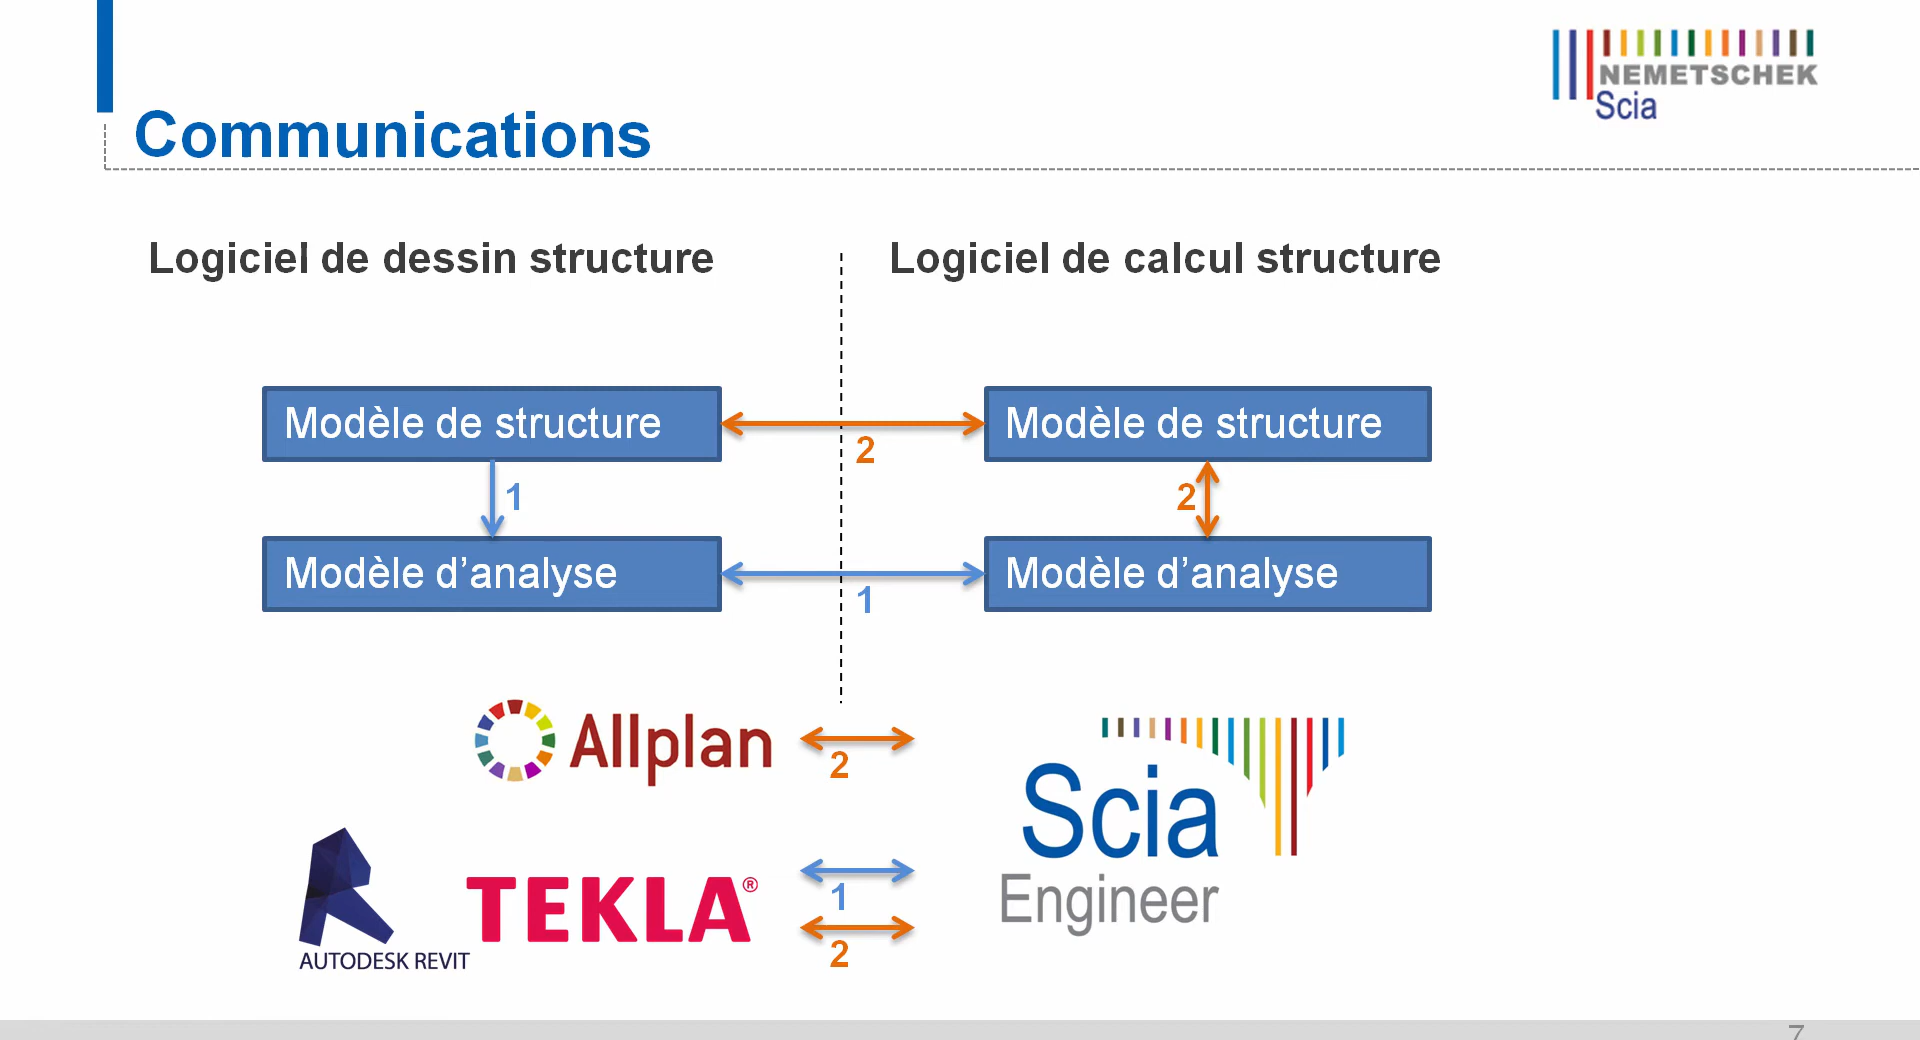 NEMETSCHEK
Scia
Communications
Logiciel de dessin structure
Logiciel de calcul structure
Modèle de structure
2
Modèle de structure
1
2
Modèle d’analyse
1
Modèle d’analyse
Allplan
2
Scia
Engineer
AUTODESK REVIT
TEKLA®
1
2
7